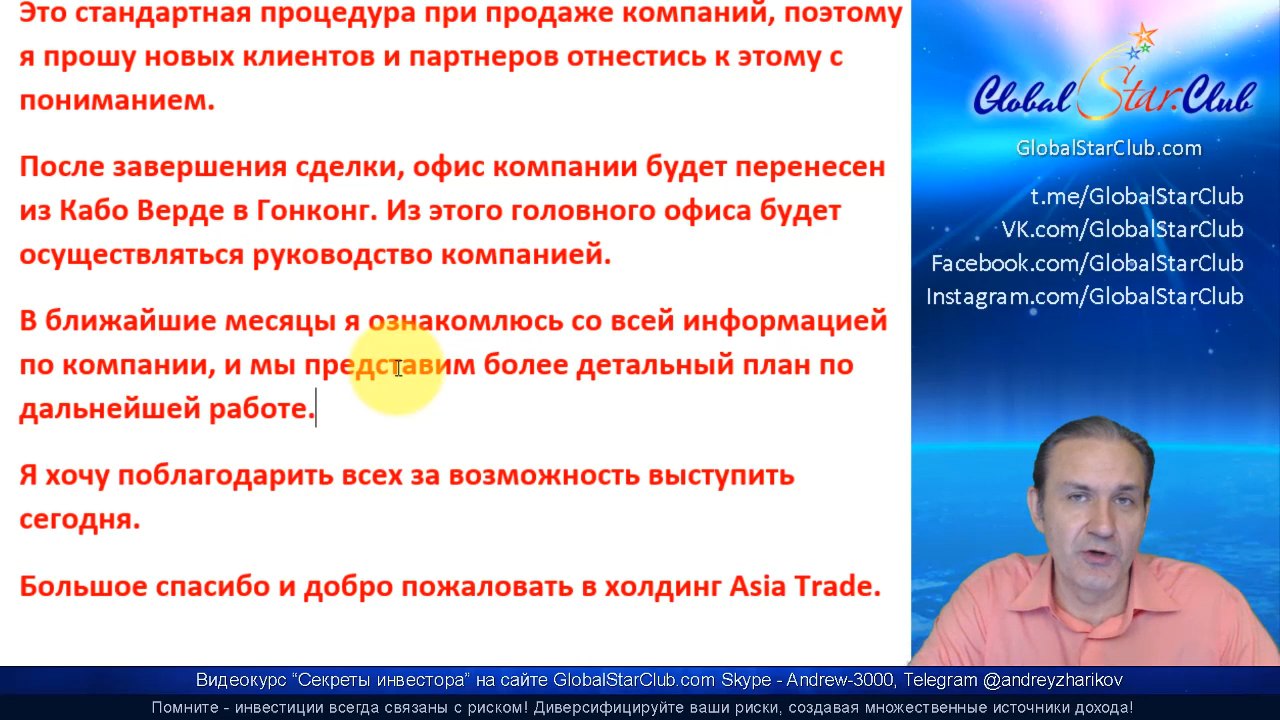 Это стандартная процедура при продаже компаний, поэтому
я прошу новых клиентов и партнеров отнестись к этому с
пониманием.
После завершения сделки, офис компании будет перенесен
из Кабо Верде в Гонконг. Из этого головного офиса будет
осуществляться руководство компанией.
В ближайшие месяцы я ознакомлюсь со всей информацией
по компании, и мы представим более детальный план по
дальнейшей работе.
Я хочу поблагодарить всех за возможность выступить
сегодня.
Большое спасибо и добро пожаловать в холдинг Asia Trade.
Global Star.Club
GlobalStarClub.com
t.me/GlobalStarClub
VK.com/GlobalStarClub
Facebook.com/GlobalStarClub
Instagram.com/GlobalStarClub
Видеокурс “Секреты инвестора” на сайте GlobalStarClub.com Skype - Andrew-3000, Telegram @andreyzharikov
Помните - инвестиции всегда связаны с риском! Диверсифицируйте ваши риски, создавая множественные источники дохода!